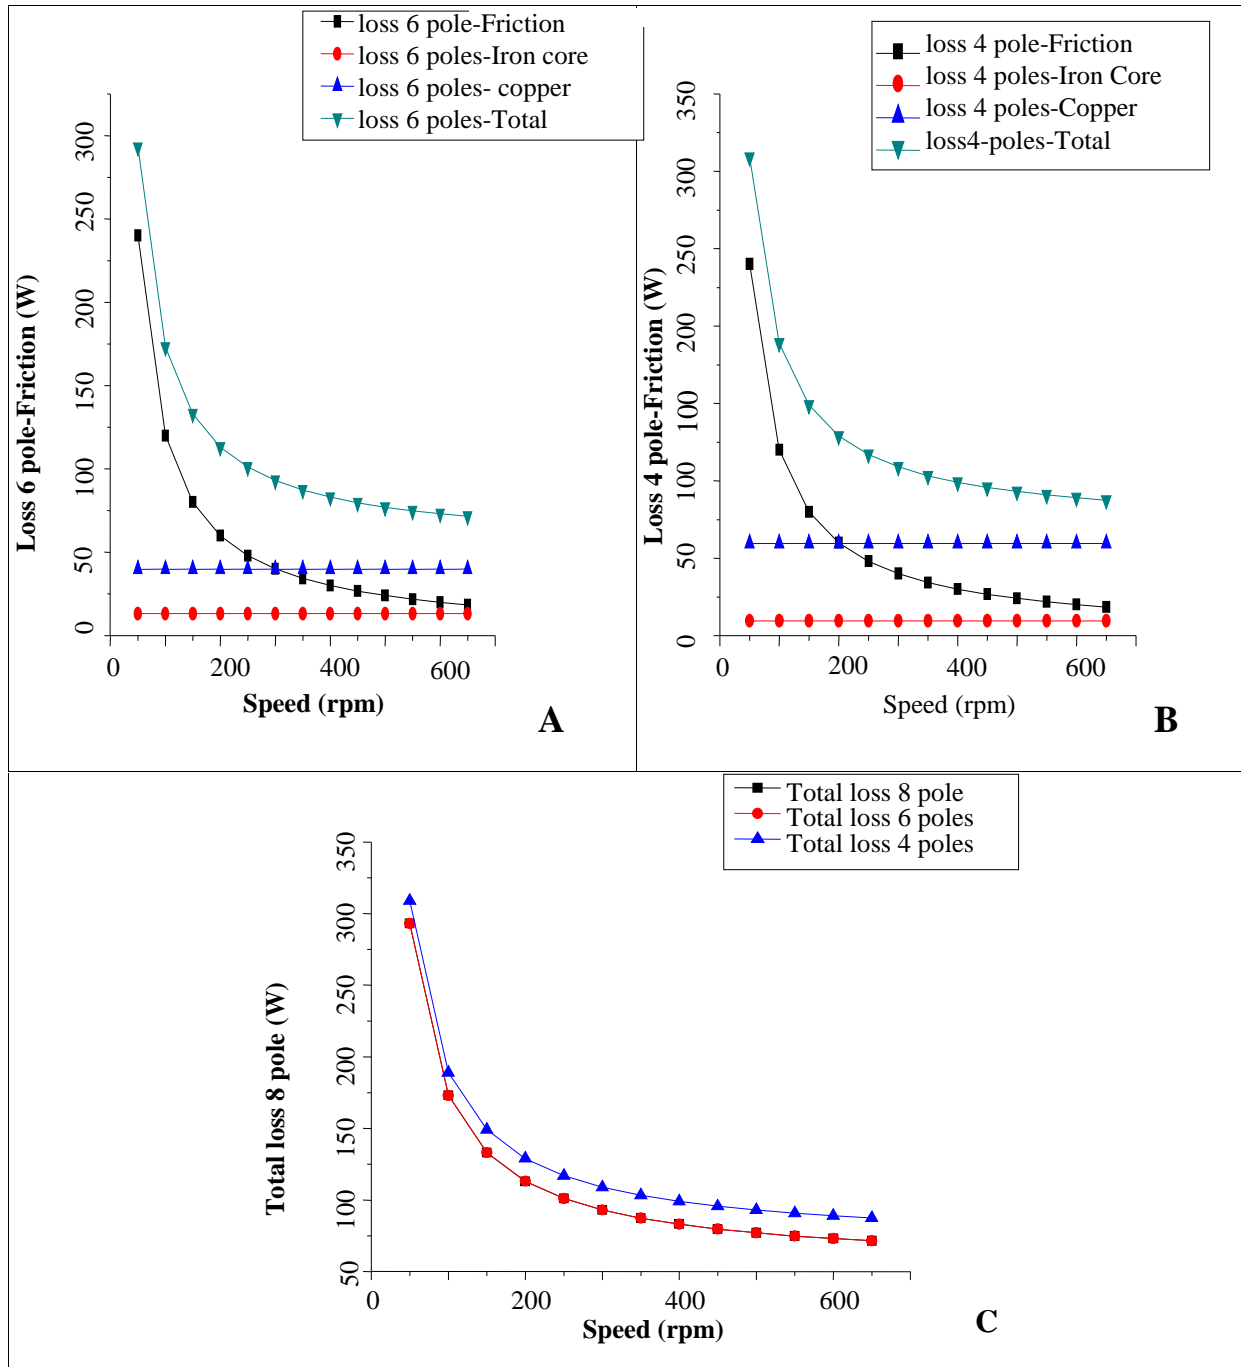 loss 6 pole-Friction
loss 6 poles-Iron core
loss 6 poles- copper
loss 6 poles-Total
300
250
200
150
100
50
0
Loss 6 pole-Friction (W)
0 200 400 600
Speed (rpm)
A
loss 4 pole-Friction
loss 4 poles-Iron Core
loss 4 poles-Copper
loss4-poles-Total
350
300
250
200
150
100
50
0
Loss 4 pole-Friction (W)
0 200 400 600
Speed (rpm)
B
Total loss 8 pole
Total loss 6 poles
Total loss 4 poles
350
300
250
200
150
100
50
Total loss 8 pole (W)
0 200 400 600
Speed (rpm)
C